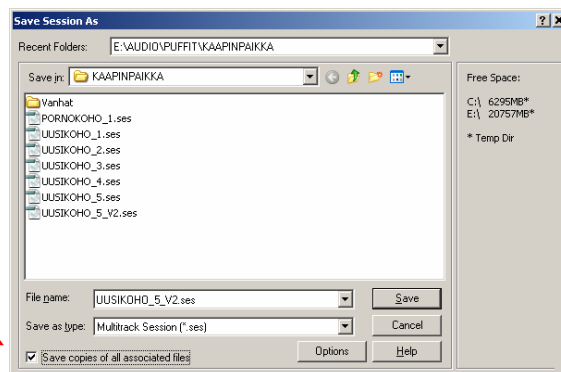 Save Session As
Recent Folders: E:\AUDIO\PUFFIT\KAAPINPAIKKA
Save in: KAAPINPAIKKA
Free Space:
Vanhat
C:\ 6295MB*
PORNOKOHO_1.ses
E:\ 20757MB*
UUSIKOHO_1.ses
UUSIKOHO_2.ses
* Temp Dir
UUSIKOHO_3.ses
UUSIKOHO_4.ses
UUSIKOHO_5.ses
UUSIKOHO_5_V2.ses
File name: UUSIKOHO_5_V2.ses Save
Save as type: Multitrack Session (*.ses) Cancel
Save copies of all associated files Options Help